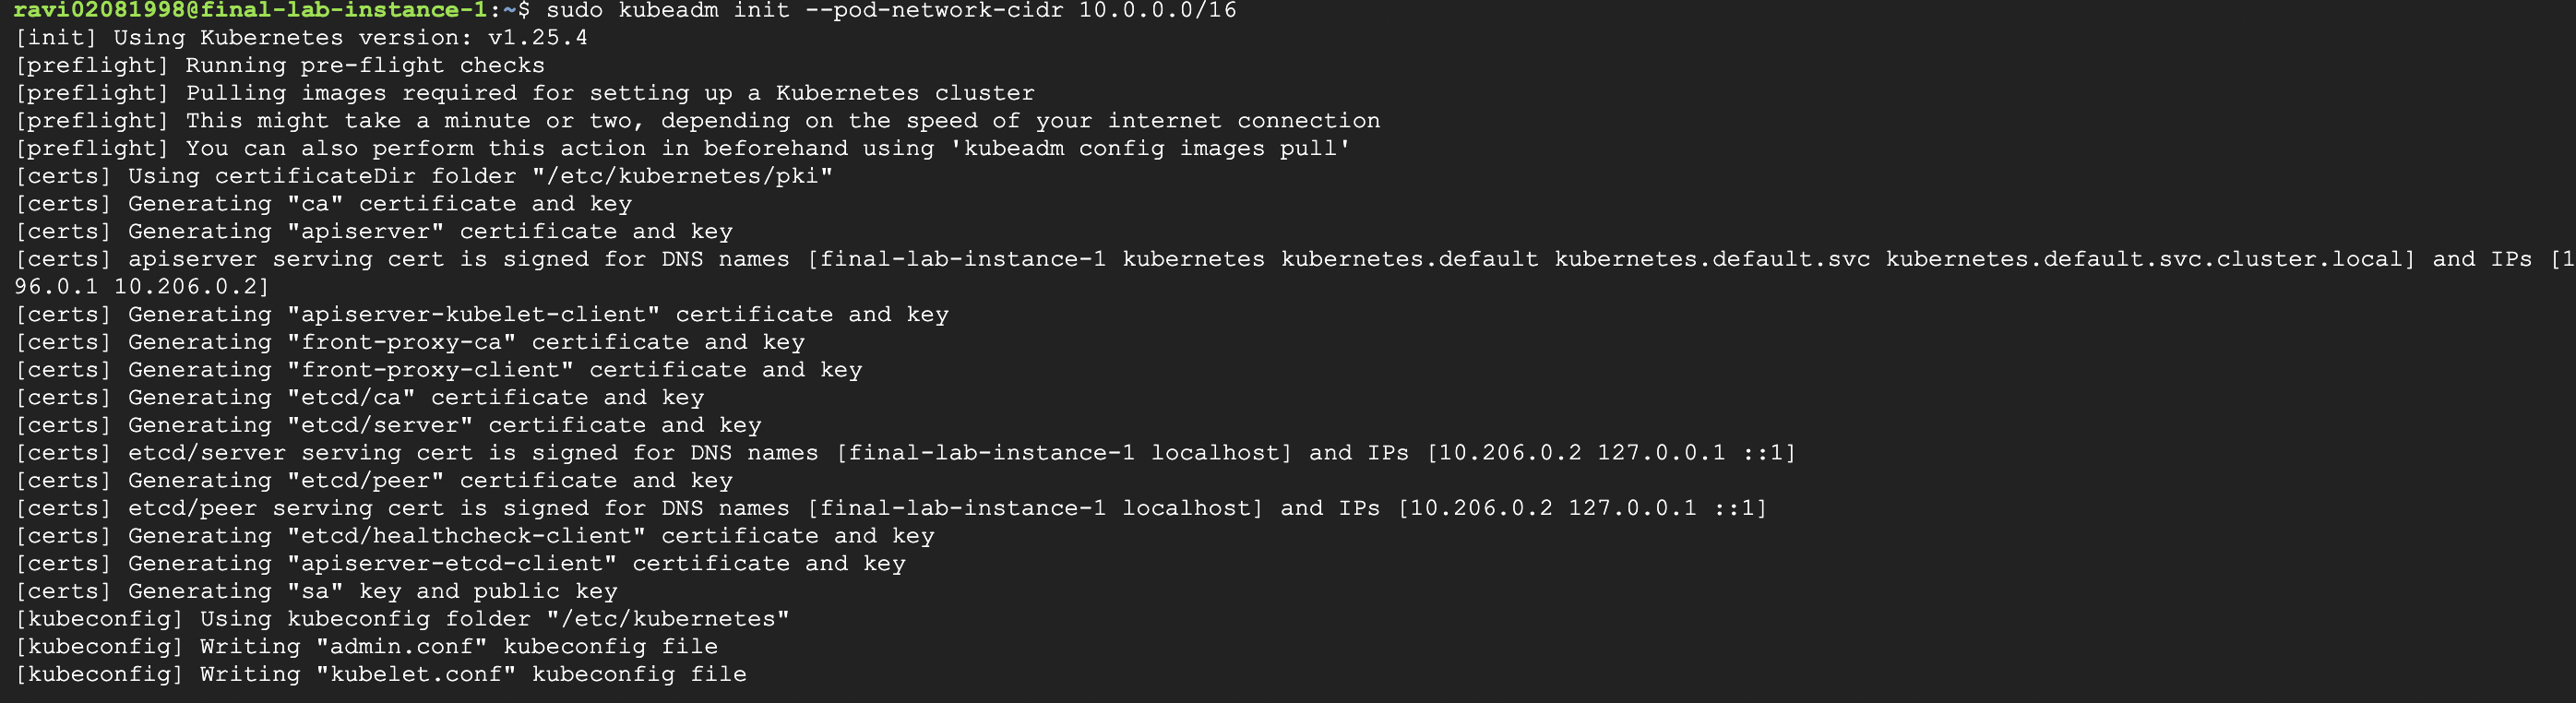 ravi02081998@final-lab-instance-1:~$ sudo kubeadm init --pod-network-cidr 10.0.0.0/16
[init] Using Kubernetes version: v1.25.4
[preflight] Running pre-flight checks
[preflight] Pulling images required for setting up a Kubernetes cluster
[preflight] This might take a minute or two, depending on the speed of your internet connection
[preflight] You can also perform this action in beforehand using 'kubeadm config images pull'
[certs] Using certificateDir folder "/etc/kubernetes/pki"
[certs] Generating "ca" certificate and key
[certs] Generating "apiserver" certificate and key
[certs] apiserver serving cert is signed for DNS names [final-lab-instance-1 kubernetes kubernetes.default kubernetes.default.svc kubernetes.default.svc.cluster.local] and IPs [1
96.0.1 10.206.0.2]
[certs] Generating "apiserver-kubelet-client" certificate and key
[certs] Generating "front-proxy-ca" certificate and key
[certs] Generating "front-proxy-client" certificate and key
[certs] Generating "etcd/ca" certificate and key
[certs] Generating "etcd/server" certificate and key
[certs] etcd/server serving cert is signed for DNS names [final-lab-instance-1 localhost] and IPs [10.206.0.2 127.0.0.1 ::1]
[certs] Generating "etcd/peer" certificate and key
[certs] etcd/peer serving cert is signed for DNS names [final-lab-instance-1 localhost] and IPs [10.206.0.2 127.0.0.1 ::1]
[certs] Generating "etcd/healthcheck-client" certificate and key
[certs] Generating "apiserver-etcd-client" certificate and key
[certs] Generating "sa" key and public key
[kubeconfig] Using kubeconfig folder "/etc/kubernetes"
[kubeconfig] Writing "admin.conf" kubeconfig file
[kubeconfig] Writing "kubelet.conf" kubeconfig file